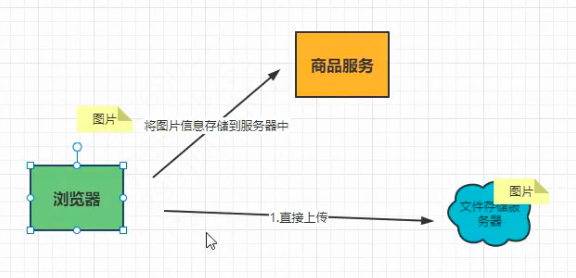 商品服务
图片
将图片信息存储到服务器中
浏览器
图片
文件存储服
务器
1.直接上传